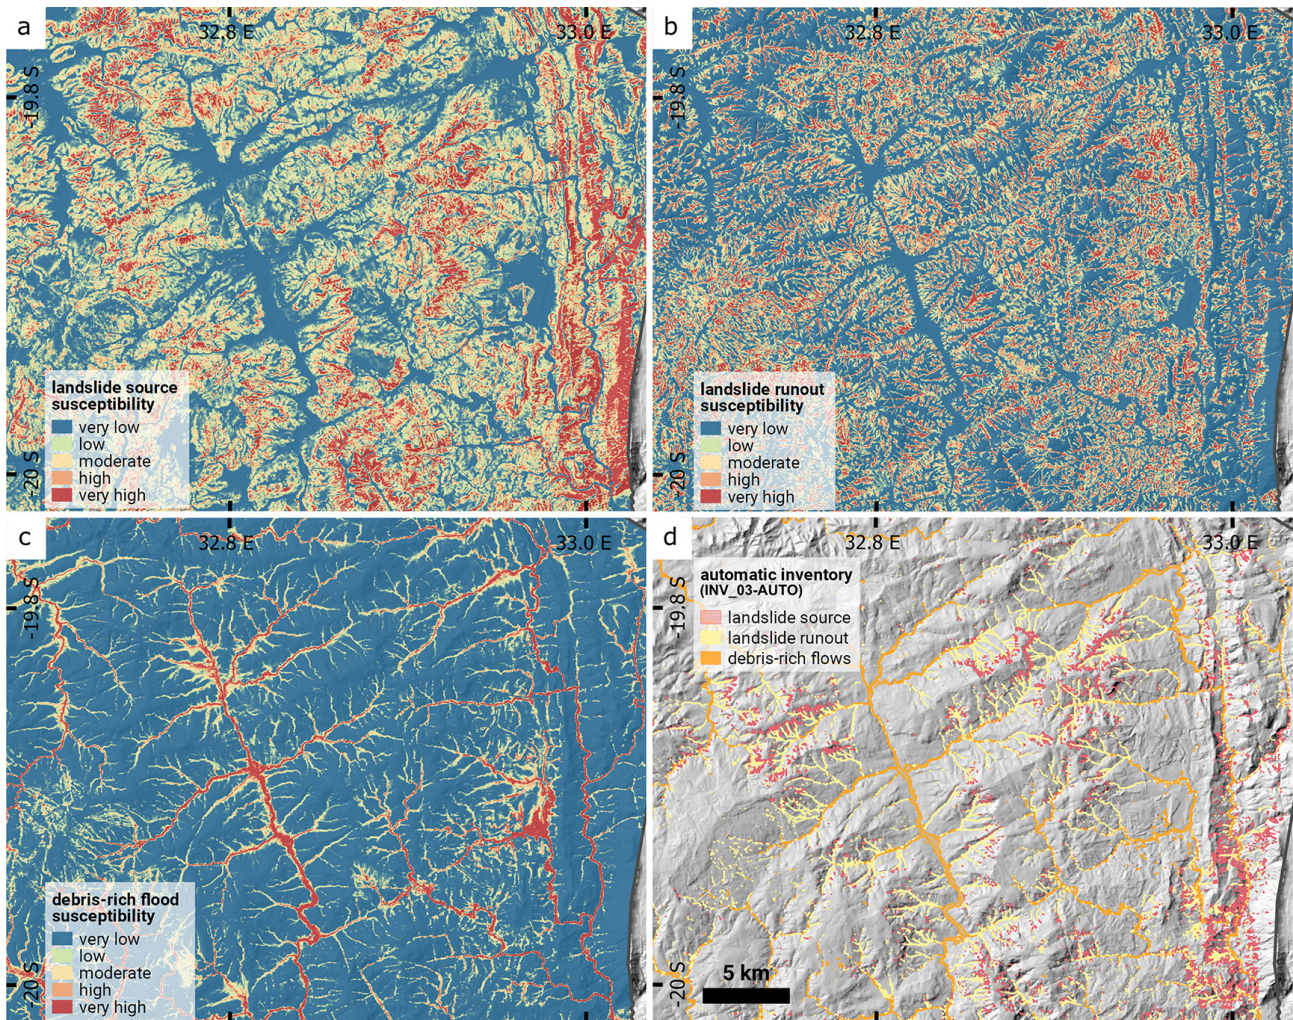 a
32.8 E
33.0 E
-19.8 S
-20 S
landslide source
susceptibility
very low
low
moderate
high
very high
b
32.8 E
33.0 E
-19.8 S
-20 S
landslide runout
susceptibility
very low
low
moderate
high
very high
c
32.8 E
33.0 E
-19.8 S
-20 S
debris-rich flood
susceptibility
very low
low
moderate
high
very high
d
32.8 E
33.0 E
-19.8 S
-20 S
automatic inventory
(INV_03-AUTO)
landslide source
landslide runout
debris-rich flows
5 km